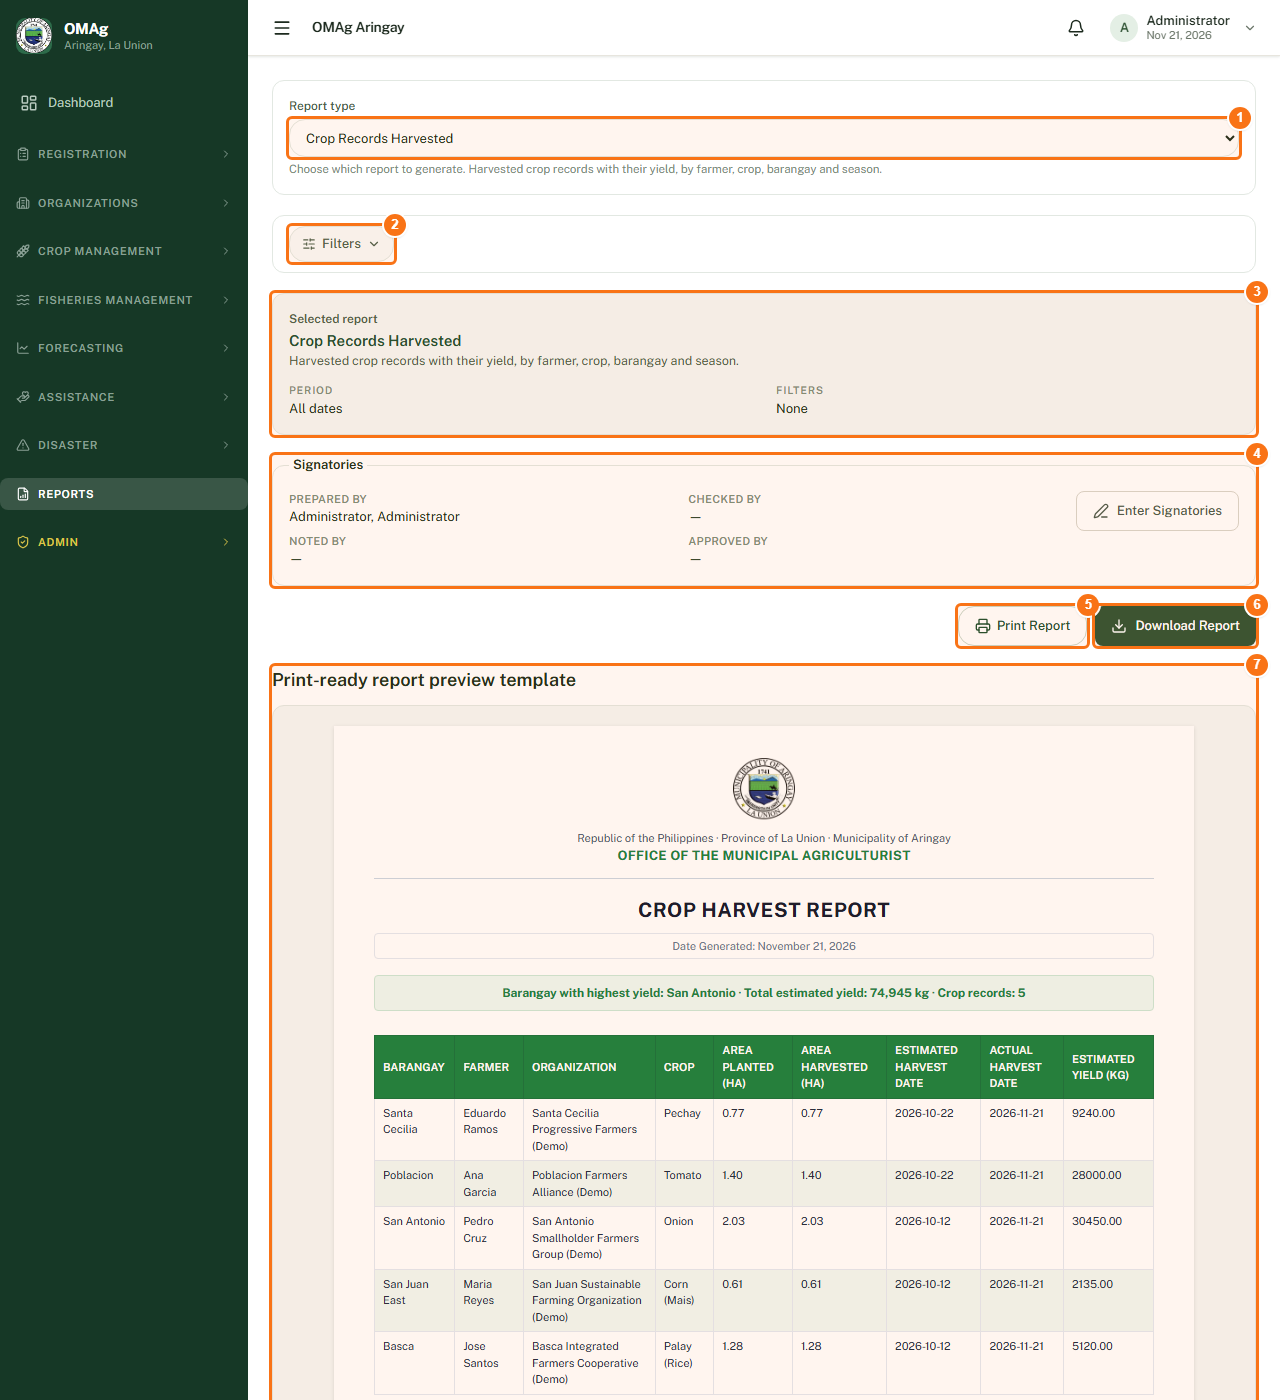 OMAg
Aringay, La Union
Dashboard
REGISTRATION
ORGANIZATIONS
CROP MANAGEMENT
FISHERIES MANAGEMENT
FORECASTING
ASSISTANCE
DISASTER
REPORTS
ADMIN
OMAg Aringay
A
Administrator
Nov 21, 2026
Report type
1
Crop Records Harvested
Choose which report to generate. Harvested crop records with their yield, by farmer, crop, barangay and season.
2
Filters
3
Selected report
Crop Records Harvested
Harvested crop records with their yield, by farmer, crop, barangay and season.
PERIOD
All dates
FILTERS
None
4
Signatories
PREPARED BY
Administrator, Administrator
CHECKED BY
—
NOTED BY
—
APPROVED BY
—
Enter Signatories
5
Print Report
6
Download Report
7
Print-ready report preview template
MUNICIPALITY OF ARINGAY
1741
LA UNION
Republic of the Philippines · Province of La Union · Municipality of Aringay
OFFICE OF THE MUNICIPAL AGRICULTURIST
CROP HARVEST REPORT
Date Generated: November 21, 2026
Barangay with highest yield: San Antonio · Total estimated yield: 74,945 kg · Crop records: 5
BARANGAY FARMER ORGANIZATION CROP AREA PLANTED (HA) AREA HARVESTED (HA) ESTIMATED HARVEST DATE ACTUAL HARVEST DATE ESTIMATED YIELD (KG)
Santa Cecilia Eduardo Ramos Santa Cecilia Progressive Farmers (Demo) Pechay 0.77 0.77 2026-10-22 2026-11-21 9240.00
Poblacion Ana Garcia Poblacion Farmers Alliance (Demo) Tomato 1.40 1.40 2026-10-22 2026-11-21 28000.00
San Antonio Pedro Cruz San Antonio Smallholder Farmers Group (Demo) Onion 2.03 2.03 2026-10-12 2026-11-21 30450.00
San Juan East Maria Reyes San Juan Sustainable Farming Organization (Demo) Corn (Mais) 0.61 0.61 2026-10-12 2026-11-21 2135.00
Basca Jose Santos Basca Integrated Farmers Cooperative (Demo) Palay (Rice) 1.28 1.28 2026-10-12 2026-11-21 5120.00